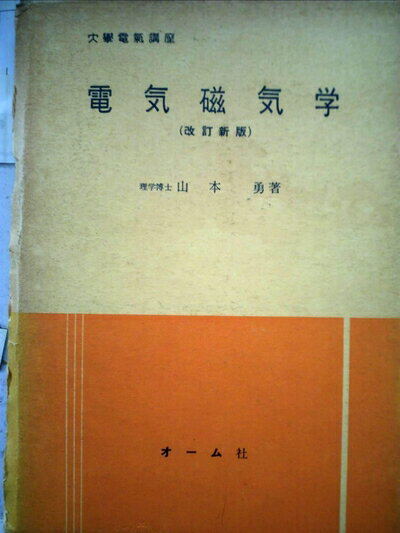 大學電氣講座
電気磁気学
(改訂新版)
理学博士 山本 勇著
オーム社